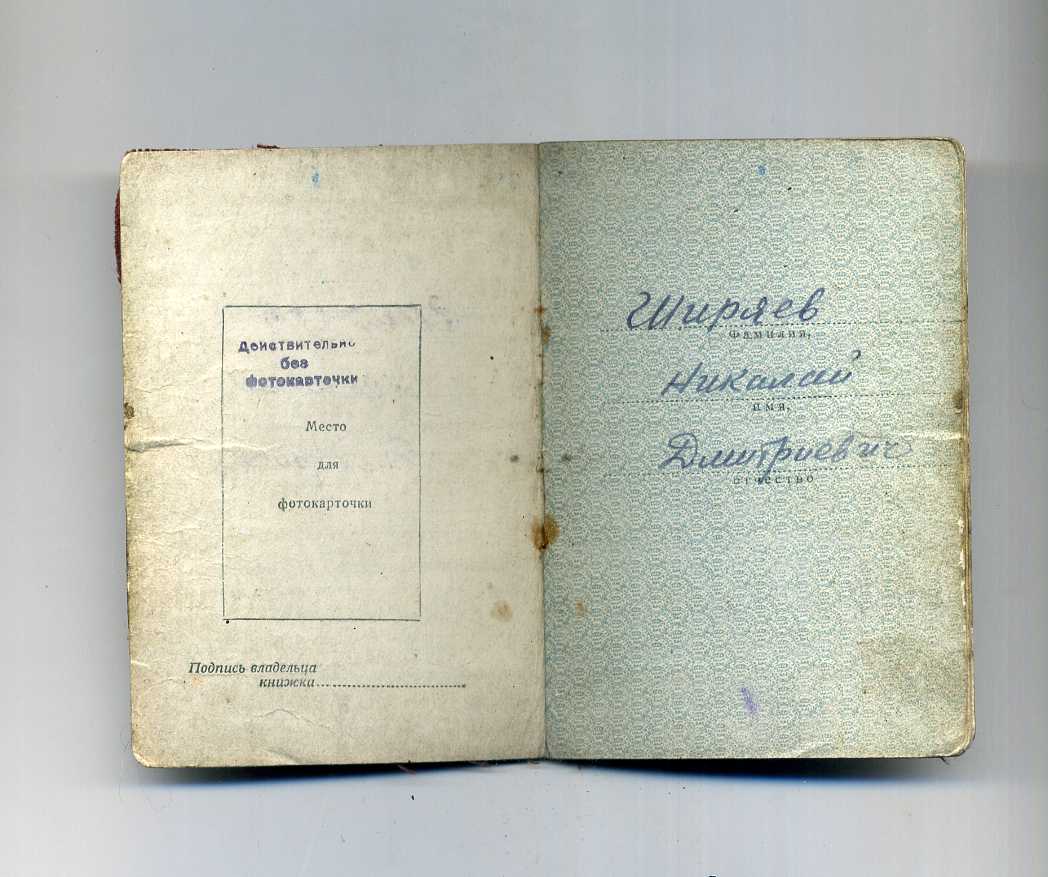 Действительно
без
фотокарточки
Место
для
фотокарточки
Подпись владельца
книжки
Ширяев
Фамилия,
Николай
имя,
Дмитриевич
отчество